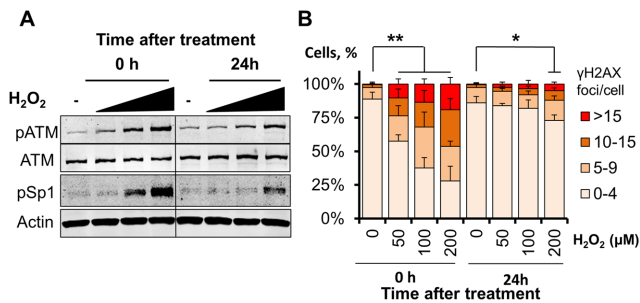 A
Time after treatment
0 h 24h
H2O2 - -
pATM
ATM
pSp1
Actin
B
Cells, % ** *
γH2AX
foci/cell
100%
75%
50%
25%
0%
>15
10-15
5-9
0-4
0 50 100 200 0 50 100 200 H2O2 (μM)
0 h 24h
Time after treatment